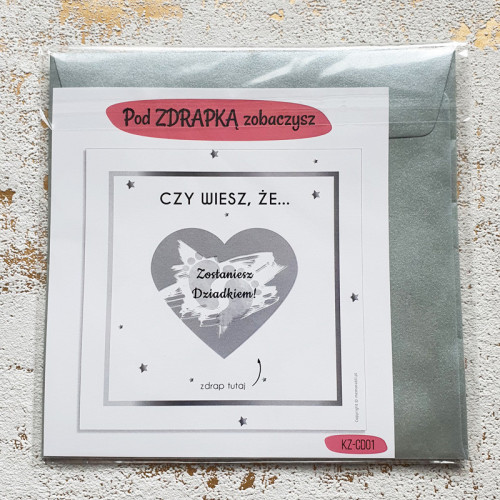 Pod ZDRAPKĄ zobaczysz
CZY WIESZ, ŻE...
Zostaniesz
Dziadkiem!
zdrap tutaj
KZ-CD01